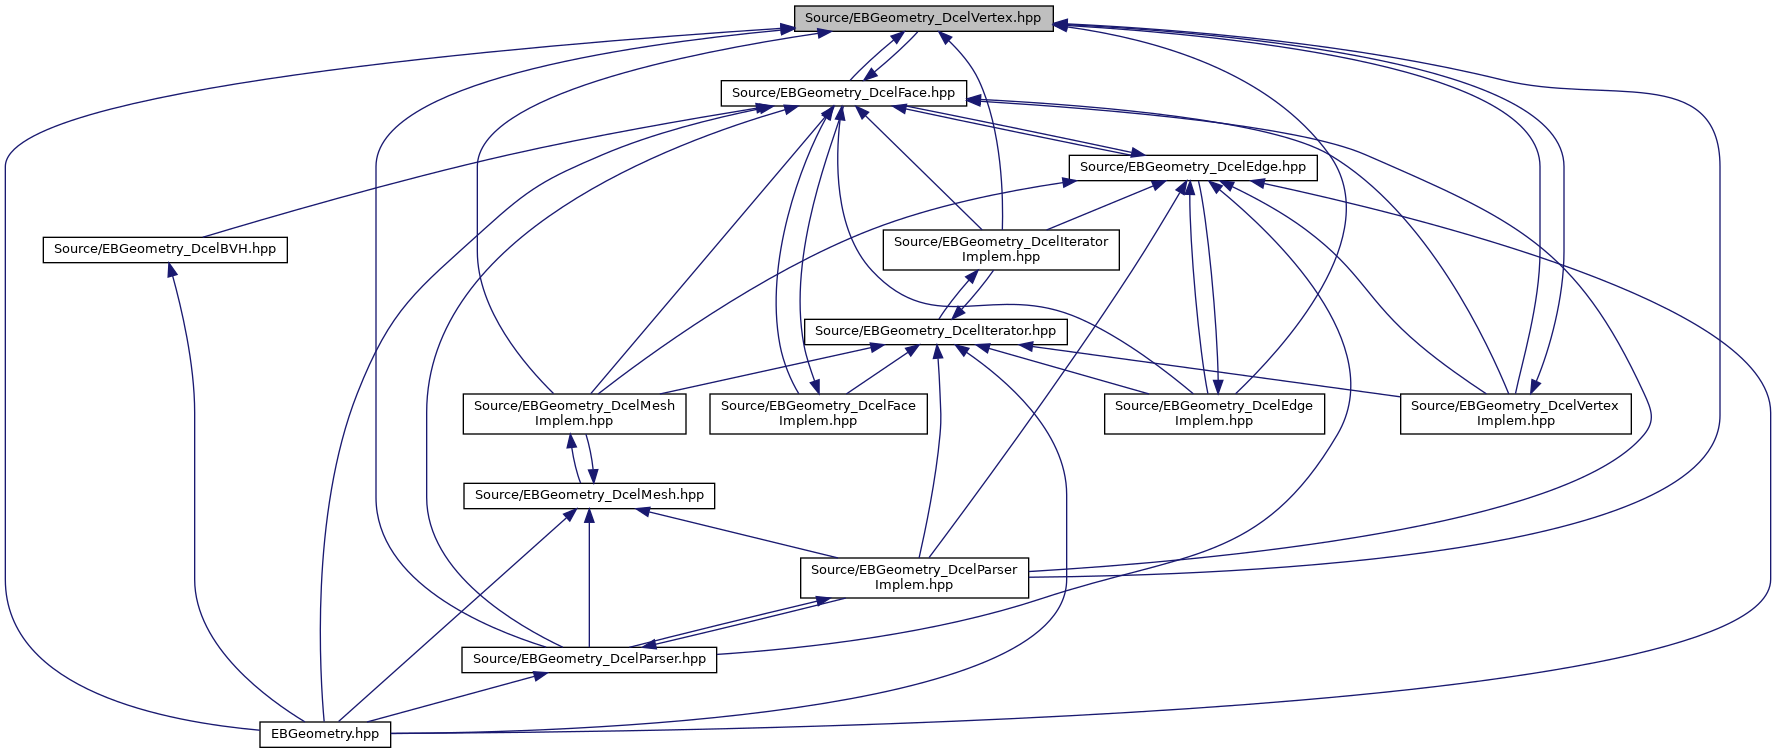 Source/EBGeometry_DcelVertex.hpp
Source/EBGeometry_DcelFace.hpp
Source/EBGeometry_DcelEdge.hpp
Source/EBGeometry_DcelBVH.hpp
Source/EBGeometry_DcelIterator
Implem.hpp
Source/EBGeometry_DcelIterator.hpp
Source/EBGeometry_DcelMesh
Implem.hpp
Source/EBGeometry_DcelFace
Implem.hpp
Source/EBGeometry_DcelEdge
Implem.hpp
Source/EBGeometry_DcelVertex
Implem.hpp
Source/EBGeometry_DcelMesh.hpp
Source/EBGeometry_DcelParser
Implem.hpp
Source/EBGeometry_DcelParser.hpp
EBGeometry.hpp